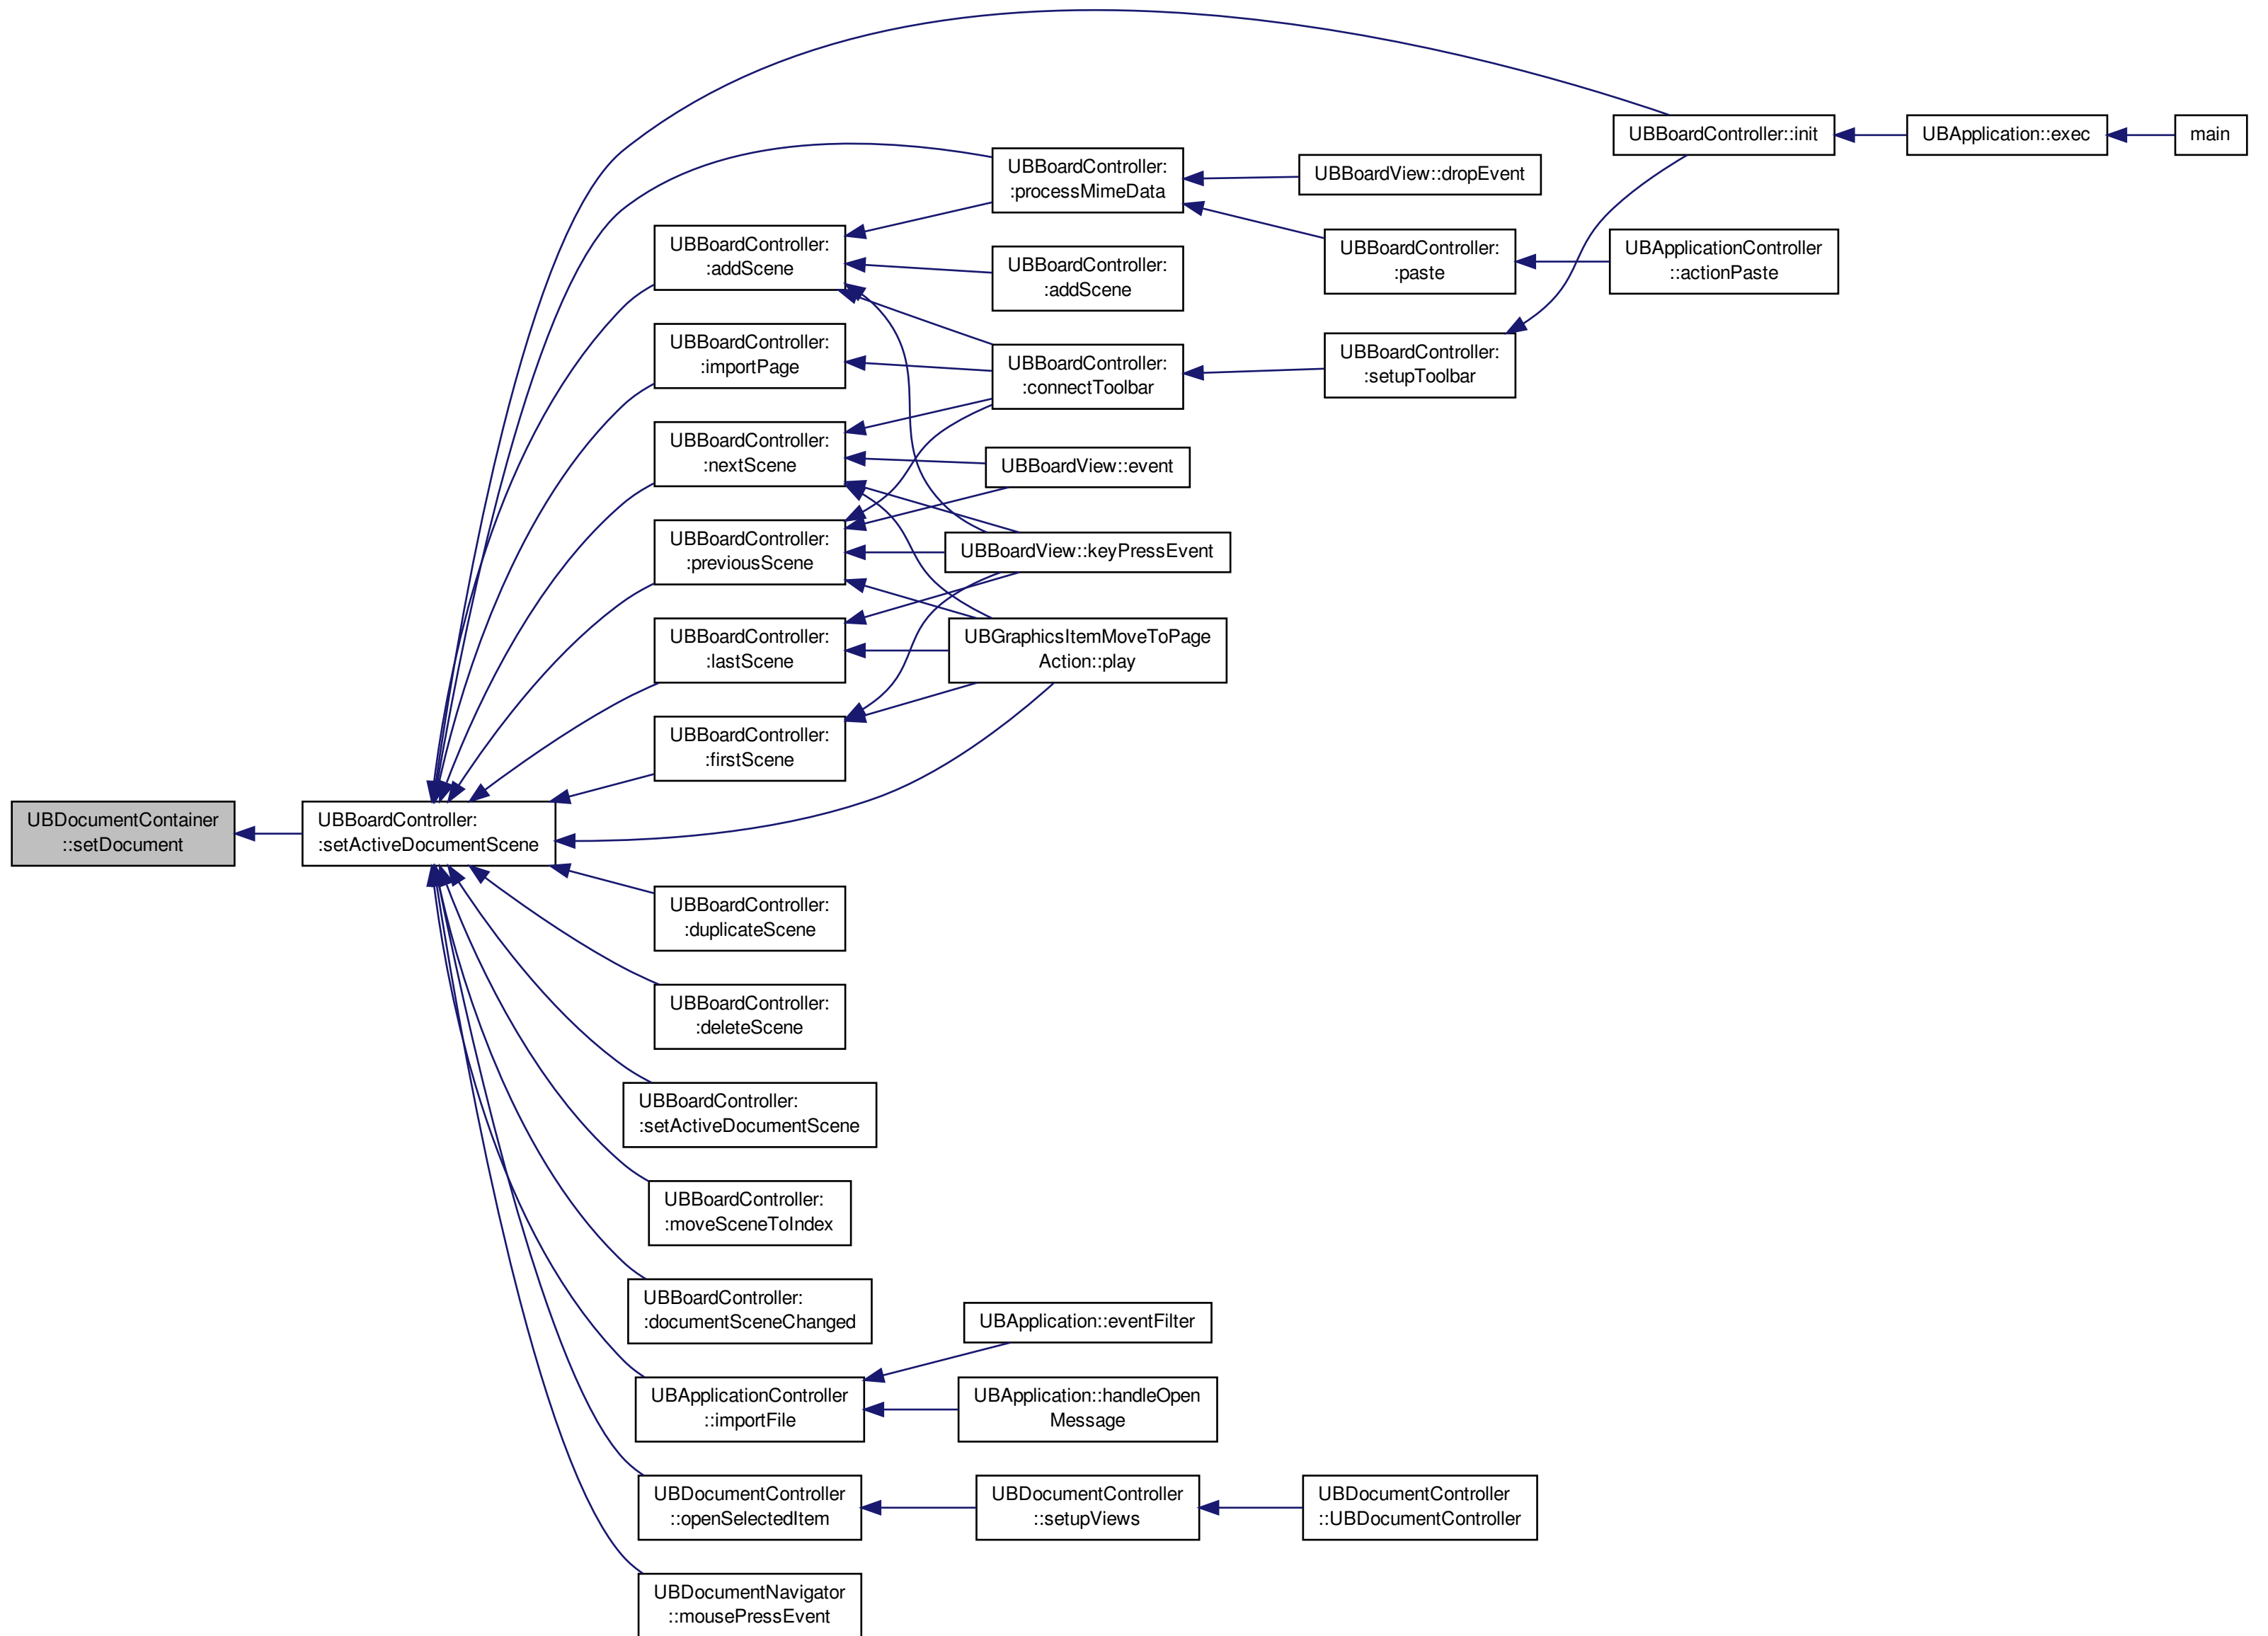 UBBoardController::init
UBApplication::exec
main
UBBoardController:
:processMimeData
UBBoardView::dropEvent
UBBoardController:
:addScene
UBBoardController:
:addScene
UBBoardController:
:paste
UBApplicationController
::actionPaste
UBBoardController:
:importPage
UBBoardController:
:connectToolbar
UBBoardController:
:setupToolbar
UBBoardController:
:nextScene
UBBoardView::event
UBBoardController:
:previousScene
UBBoardView::keyPressEvent
UBBoardController:
:lastScene
UBGraphicsItemMoveToPage
Action::play
UBBoardController:
:firstScene
UBDocumentContainer
::setDocument
UBBoardController:
:setActiveDocumentScene
UBBoardController:
:duplicateScene
UBBoardController:
:deleteScene
UBBoardController:
:setActiveDocumentScene
UBBoardController:
:moveSceneToIndex
UBBoardController:
:documentSceneChanged
UBApplication::eventFilter
UBApplicationController
::importFile
UBApplication::handleOpen
Message
UBDocumentController
::openSelectedItem
UBDocumentController
::setupViews
UBDocumentController
::UBDocumentController
UBDocumentNavigator
::mousePressEvent